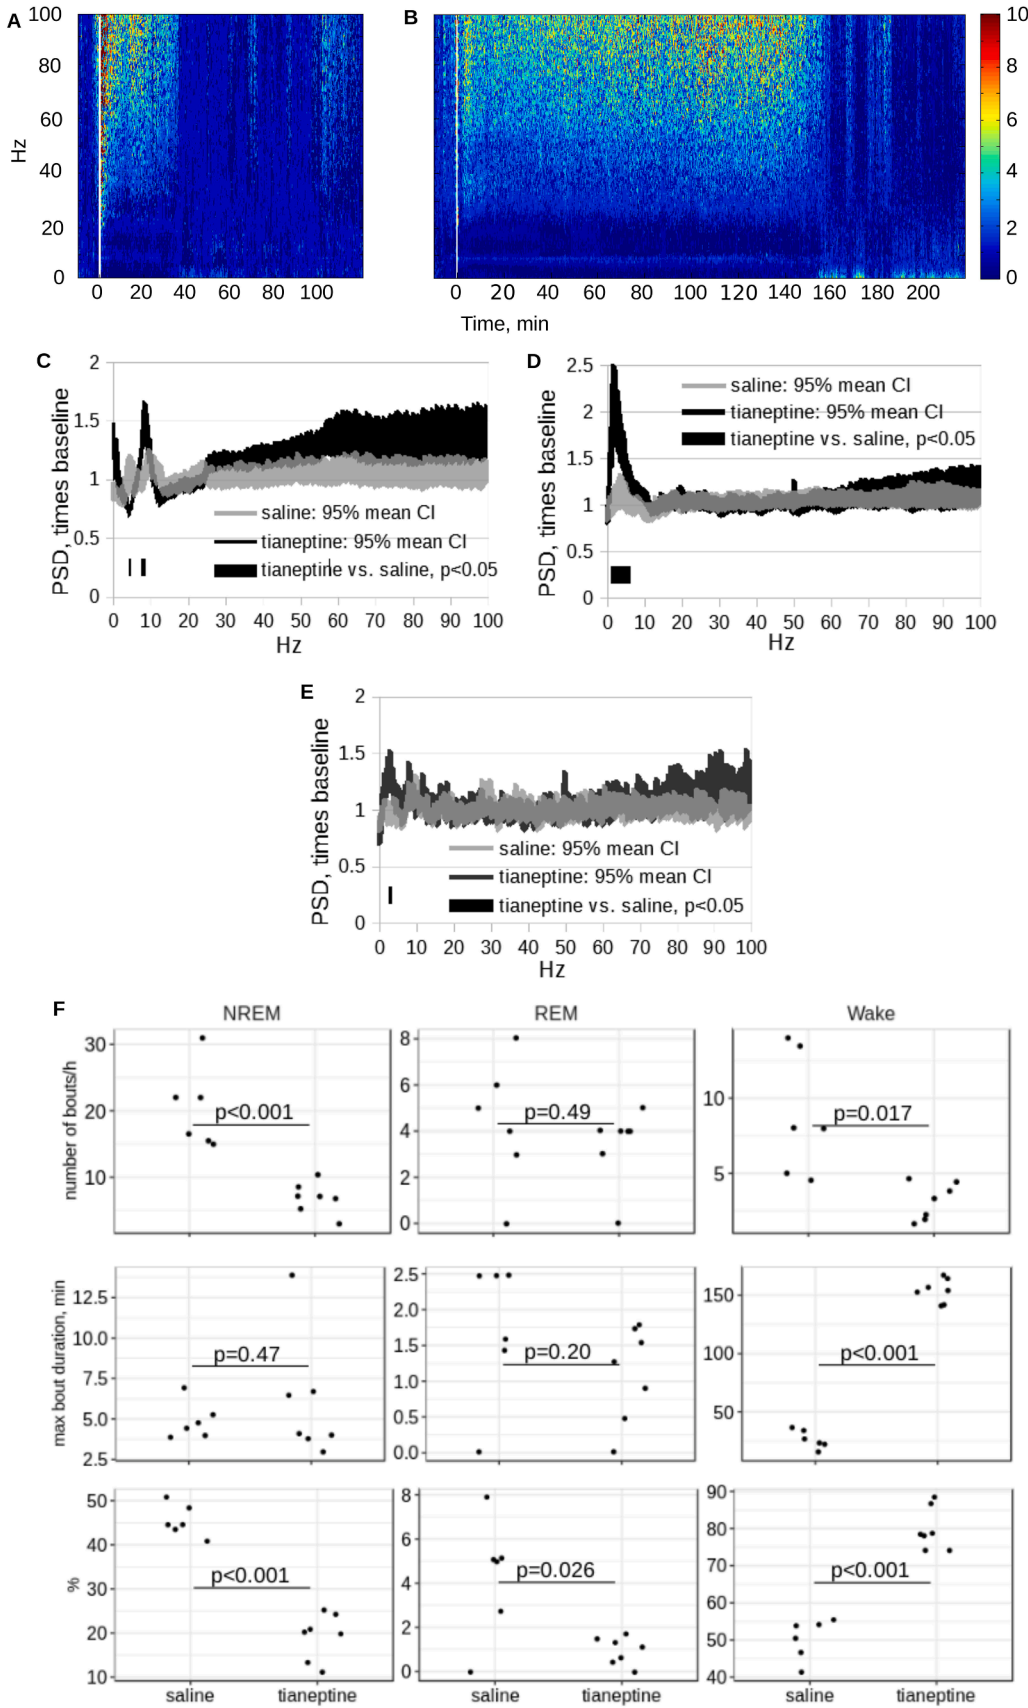 A
B
100
80
60
40
20
0
Hz
10
8
6
4
2
0
0 20 40 60 80 100
0 20 40 60 80 100 120 140 160 180 200
Time, min
C
2
1.5
1
0.5
0
PSD, times baseline
saline: 95% mean CI
tianeptine: 95% mean CI
tianeptine vs. saline, p<0.05
0 10 20 30 40 50 60 70 80 90 100
Hz
D
2.5
2
1.5
1
0.5
0
PSD, times baseline
saline: 95% mean CI
tianeptine: 95% mean CI
tianeptine vs. saline, p<0.05
0 10 20 30 40 50 60 70 80 90 100
Hz
E
2
1.5
1
0.5
0
PSD, times baseline
saline: 95% mean CI
tianeptine: 95% mean CI
tianeptine vs. saline, p<0.05
0 10 20 30 40 50 60 70 80 90 100
Hz
F
NREM
REM
Wake
number of bouts/h
30
20
10
p<0.001
8
6
4
2
0
p=0.49
10
5
p=0.017
max bout duration, min
12.5
10.0
7.5
5.0
2.5
p=0.47
2.5
2.0
1.5
1.0
0.5
0.0
p=0.20
150
100
50
p<0.001
%
50
40
30
20
10
p<0.001
8
6
4
2
0
p=0.026
90
80
70
60
50
40
p<0.001
saline tianeptine
saline tianeptine
saline tianeptine